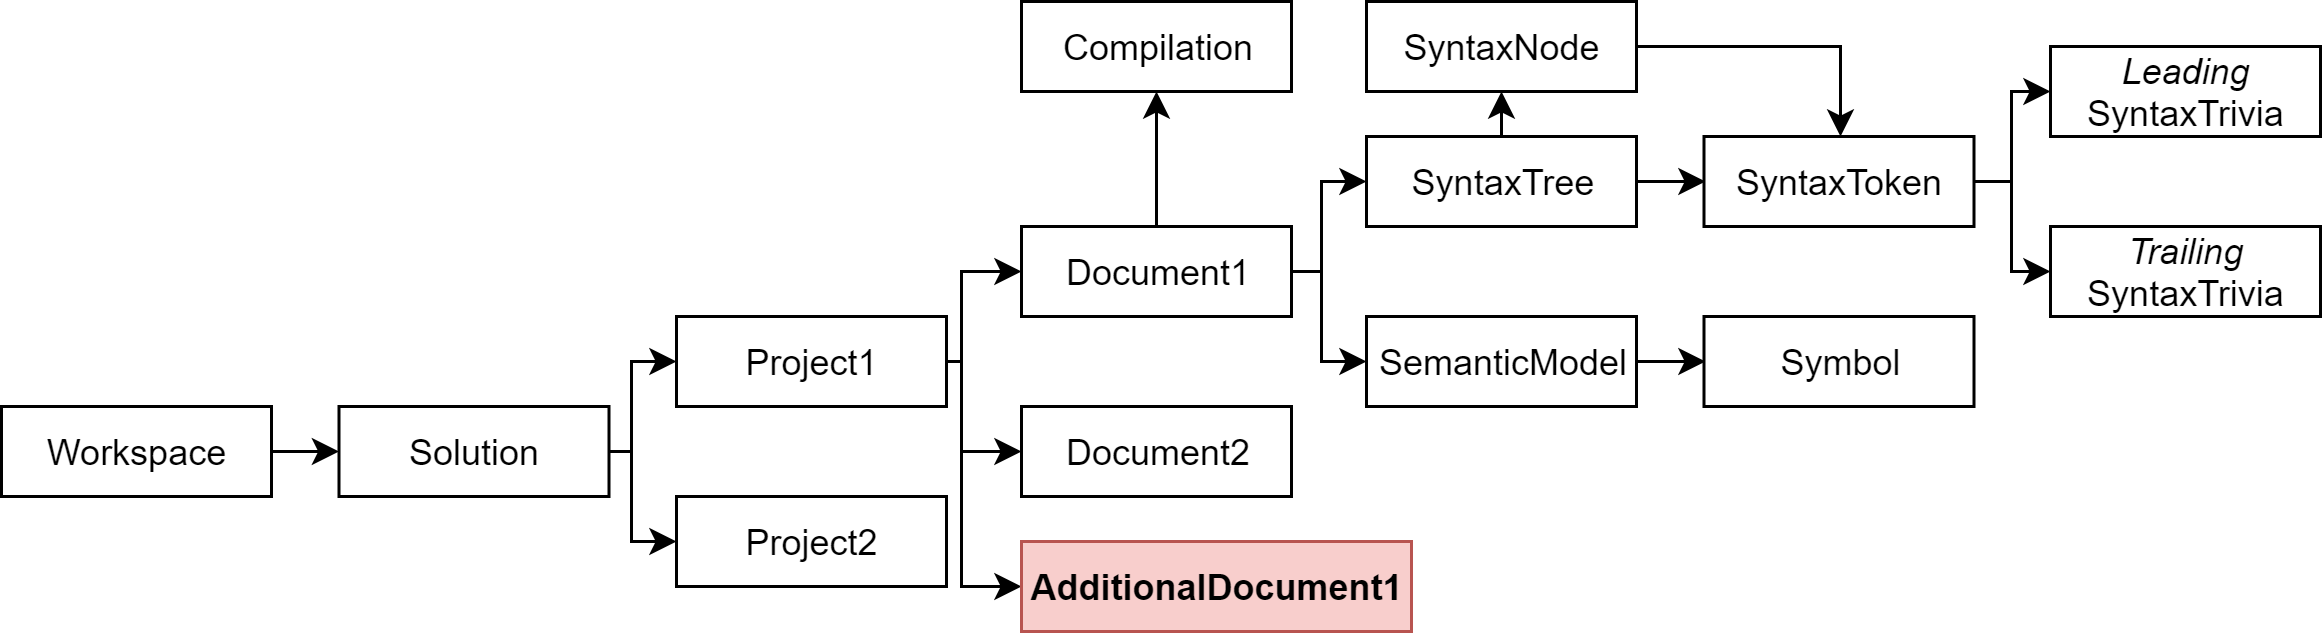 Compilation
SyntaxNode
Leading
SyntaxTrivia
SyntaxTree
SyntaxToken
Document1
Trailing
SyntaxTrivia
Project1
SemanticModel
Symbol
Workspace
Solution
Document2
Project2
AdditionalDocument1